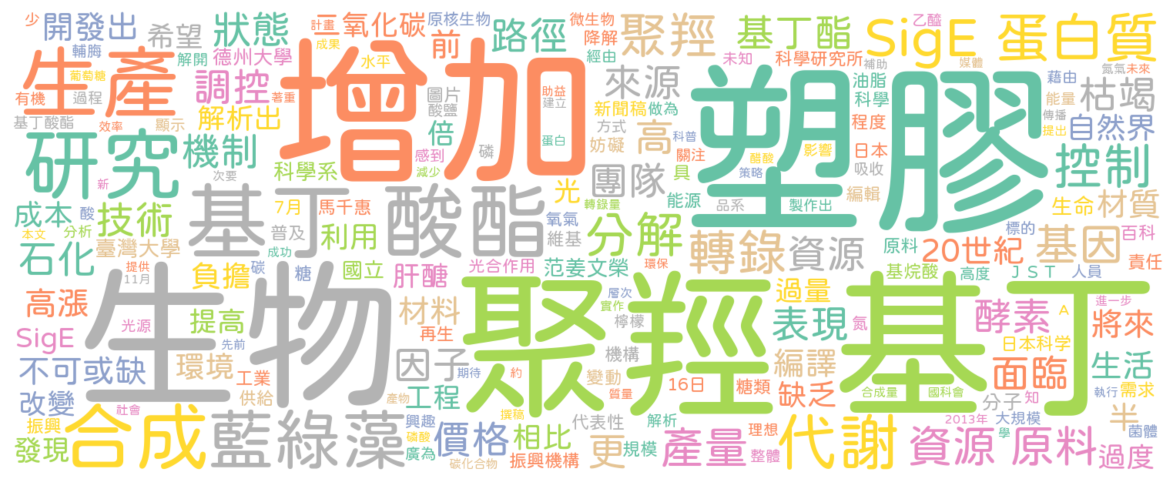 少 開發出 希望 狀態 計畫 氧化碳 原核生物 前 路徑 微生物 降解 聚羥 基丁酯 乙醯 SigE 蛋白質
輔脢 解開 德州大學 成果 水平 經由 未知 科學研究所 補助 媒體 氮氣 未來
生產 葡萄糖 調控 增加 塑膠 來源 油脂 科學 藉由 能量 枯竭
有機 過程 著重 圖片 酸鹽 助益 建立 新聞稿 做為 傳播 提出 自然界
基丁酸酯 效率 顯示 解析出 倍 磷 蛋白 方式 妨礙 高 科普 程度 影響 日本
研究 機制 科學系 感到 減少 關注 具 醋酸 策略 吸收 控制
新 次要 光 團隊 能源 品系 製作出 編輯 生命 材質
成本 酸 技術 基丁酸酯 7月 馬千惠 氧氣 分解 轉錄量 標的 百科
本文 分析 臺灣大學 普及 利用 維基 轉錄 資源 原料 20世紀 基因 責任
石化 提供 11月 負擔 成功 碳 糖 國立 肝醣 光合作用 范姜文榮 環保 基烷酸 高度 JST 人員
高漲 生物 聚羥基丁 層次 過量 進一步
光源 提高 先前 材料 再生 實作 檸檬 表現 氮 酵素 A 將來
SigE 環境 因子 機構 日本科学 生活
不可或缺 工業 供給 期待 約 變動 編譯 面臨
改變 產物 工程 質量 16日 糖類 缺乏 合成量 國科會 分子 知 執行 需求
振興 社會 合成 藍綠藻 興趣 撰稿 代表性 解析 2013年 大規模 半 菌體
磷酸 價格 相比 更 規模 產量 理想 代謝 學
發現 廣為 碳化合物 振興機構 整體 資源 原料 過度